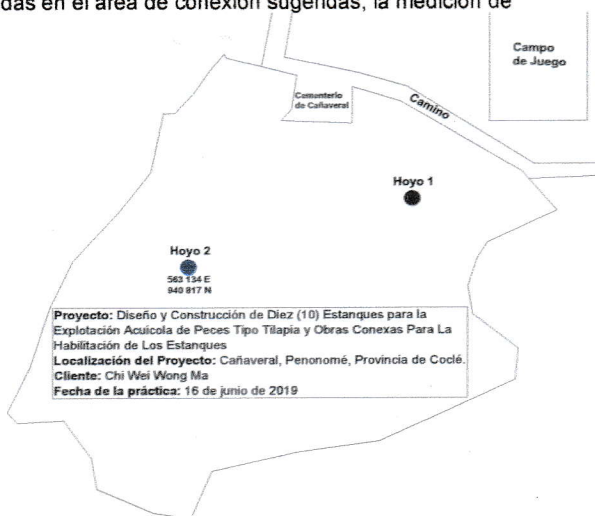 das en el área de conexión sugeridas, la medición de
Campo
de Juego
Cementerio
de Cañaveral
Camino
Hoyo 1
Hoyo 2
563 134 E
940 817 N
Proyecto: Diseño y Construcción de Diez (10) Estanques para la
Explotación Acuicola de Peces Tipo Tilapia y Obras Conexas Para La
Habilitación de Los Estanques
Localización del Proyecto: Cañaveral, Penonomé, Provincia de Coclé.
Cliente: Chi Wei Wong Ma
Fecha de la práctica: 16 de junio de 2019